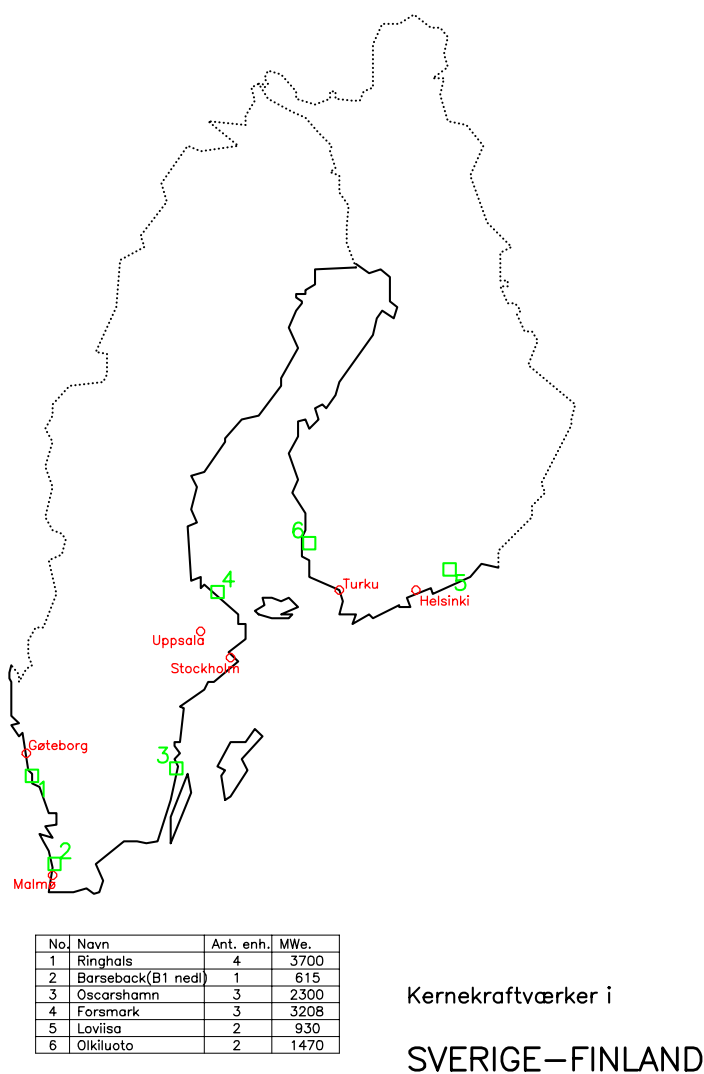 6
4
Turku
5
Helsinki
Uppsala
Stockholm
Gøteborg
3
1
2
Malmø
No. Navn Ant. enh. MWe.
1 Ringhals 4 3700
2 Barseback(B1 nedl) 1 615
3 Oscarshamn 3 2300
4 Forsmark 3 3208
5 Loviisa 2 930
6 Olkiluoto 2 1470
Kernekraftværker i
SVERIGE–FINLAND